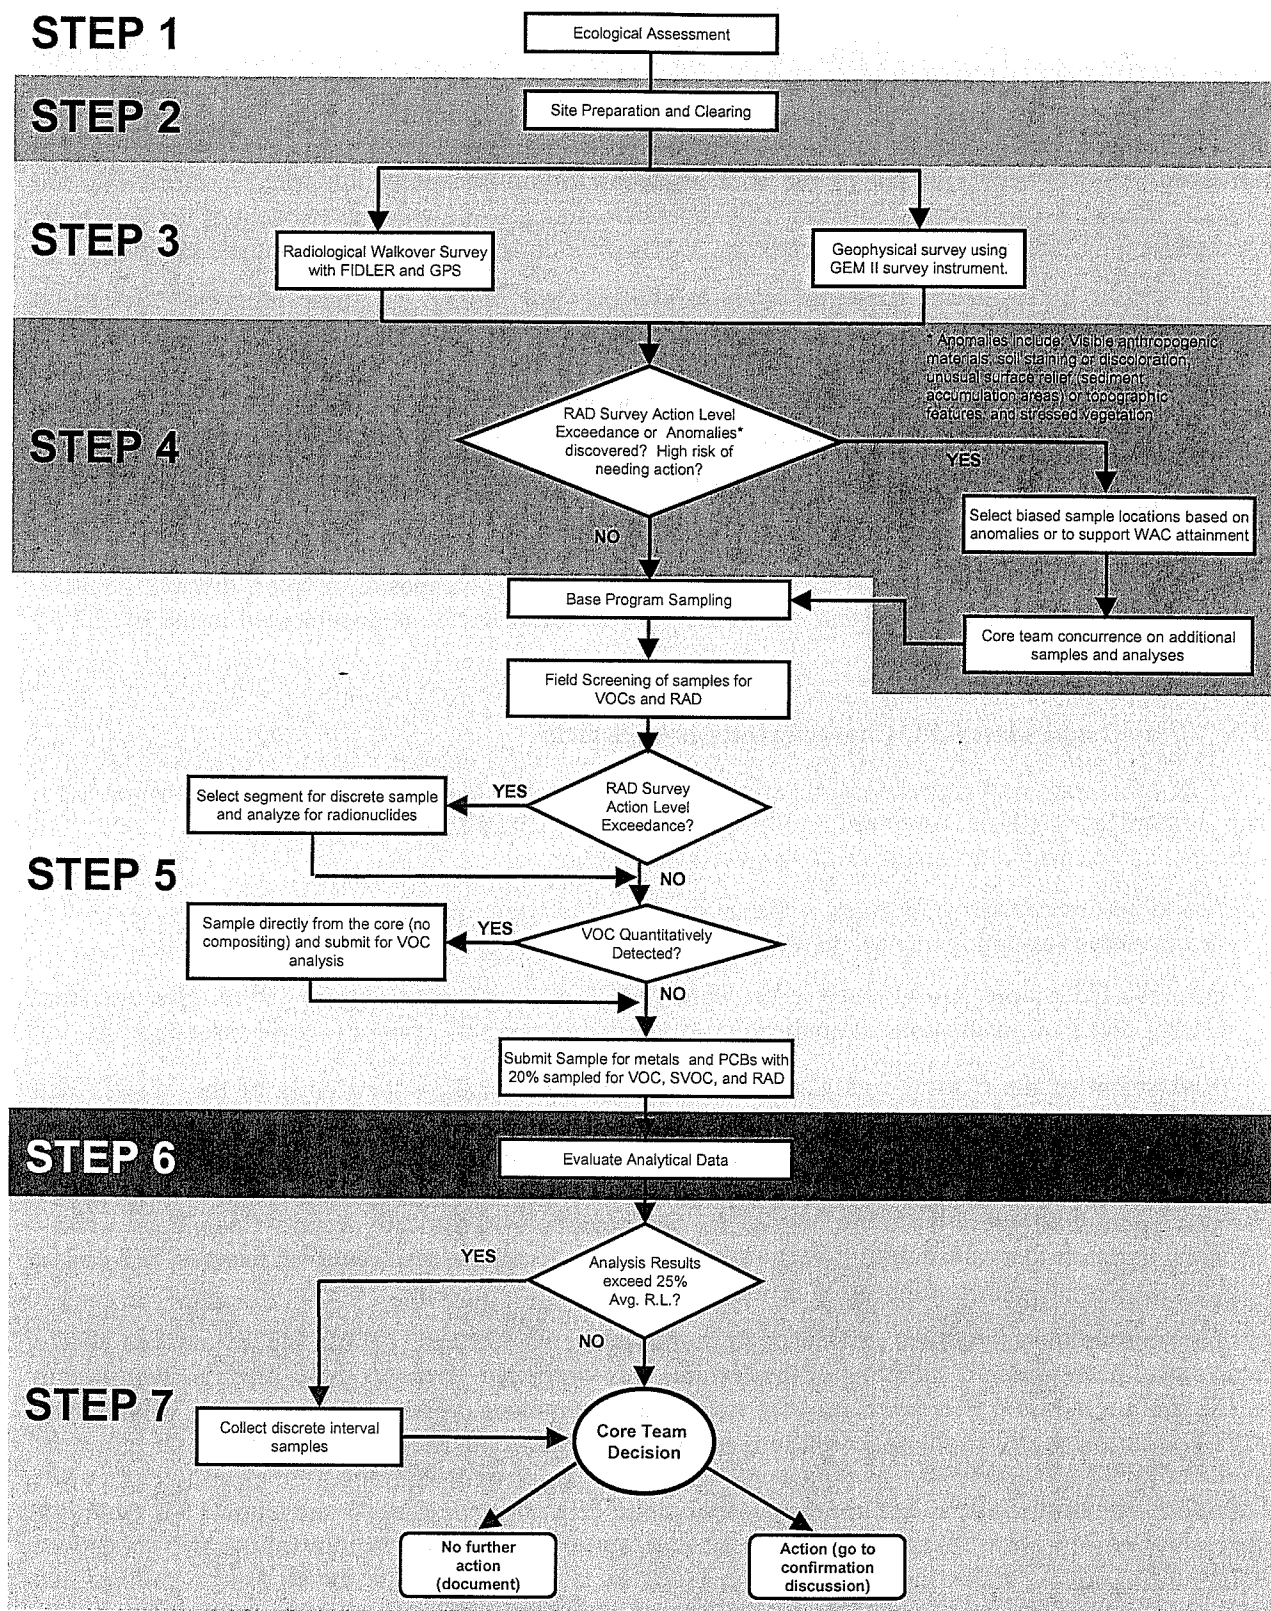 STEP 1
Ecological Assessment
STEP 2
Site Preparation and Clearing
STEP 3
Radiological Walkover Survey
with FIDLER and GPS
Geophysical survey using
GEM II survey instrument.
* Anomalies include: Visible anthropogenic
materials, soil staining or discoloration,
unusual surface relief (sediment
accumulation areas) or topographic
features, and stressed vegetation
STEP 4
RAD Survey Action Level
Exceedance or Anomalies*
discovered? High risk of
needing action?
YES
Select biased sample locations based on
anomalies or to support WAC attainment
NO
Base Program Sampling
Core team concurrence on additional
samples and analyses
Field Screening of samples for
VOCs and RAD
STEP 5
RAD Survey
Action Level
Exceedance?
YES
Select segment for discrete sample
and analyze for radionuclides
NO
VOC Quantitatively
Detected?
YES
Sample directly from the core (no
compositing) and submit for VOC
analysis
NO
Submit Sample for metals and PCBs with
20% sampled for VOC, SVOC, and RAD
STEP 6
Evaluate Analytical Data
STEP 7
Analysis Results
exceed 25%
Avg. R.L.?
YES
NO
Collect discrete interval
samples
Core Team
Decision
No further
action
(document)
Action (go to
confirmation
discussion)